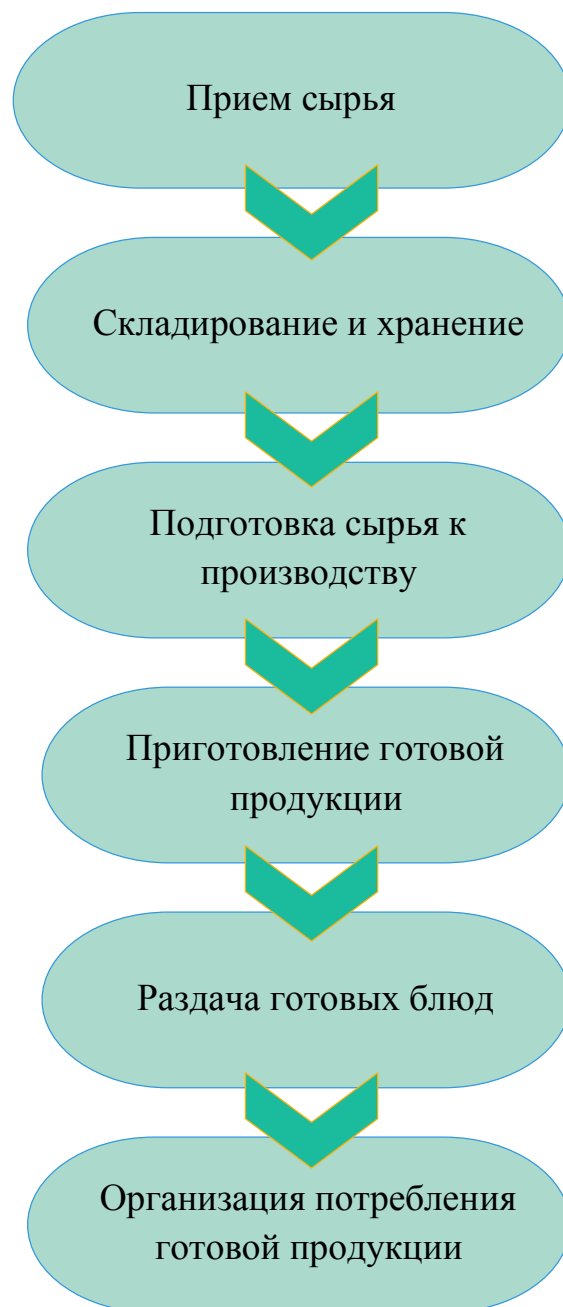 Прием сырья
Складирование и хранение
Подготовка сырья к
производству
Приготовление готовой
продукции
Раздача готовых блюд
Организация потребления
готовой продукции